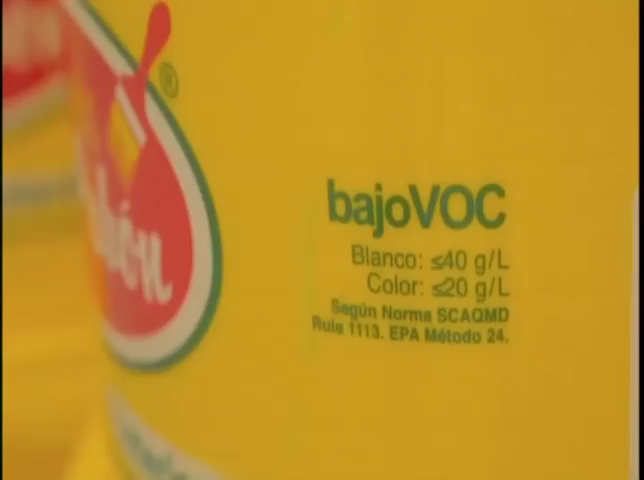 ®
bajoVOC
Blanco: ≤40 g/L
Color: ≤20 g/L
Según Norma SCAQMD
Rule 1113. EPA Método 24.